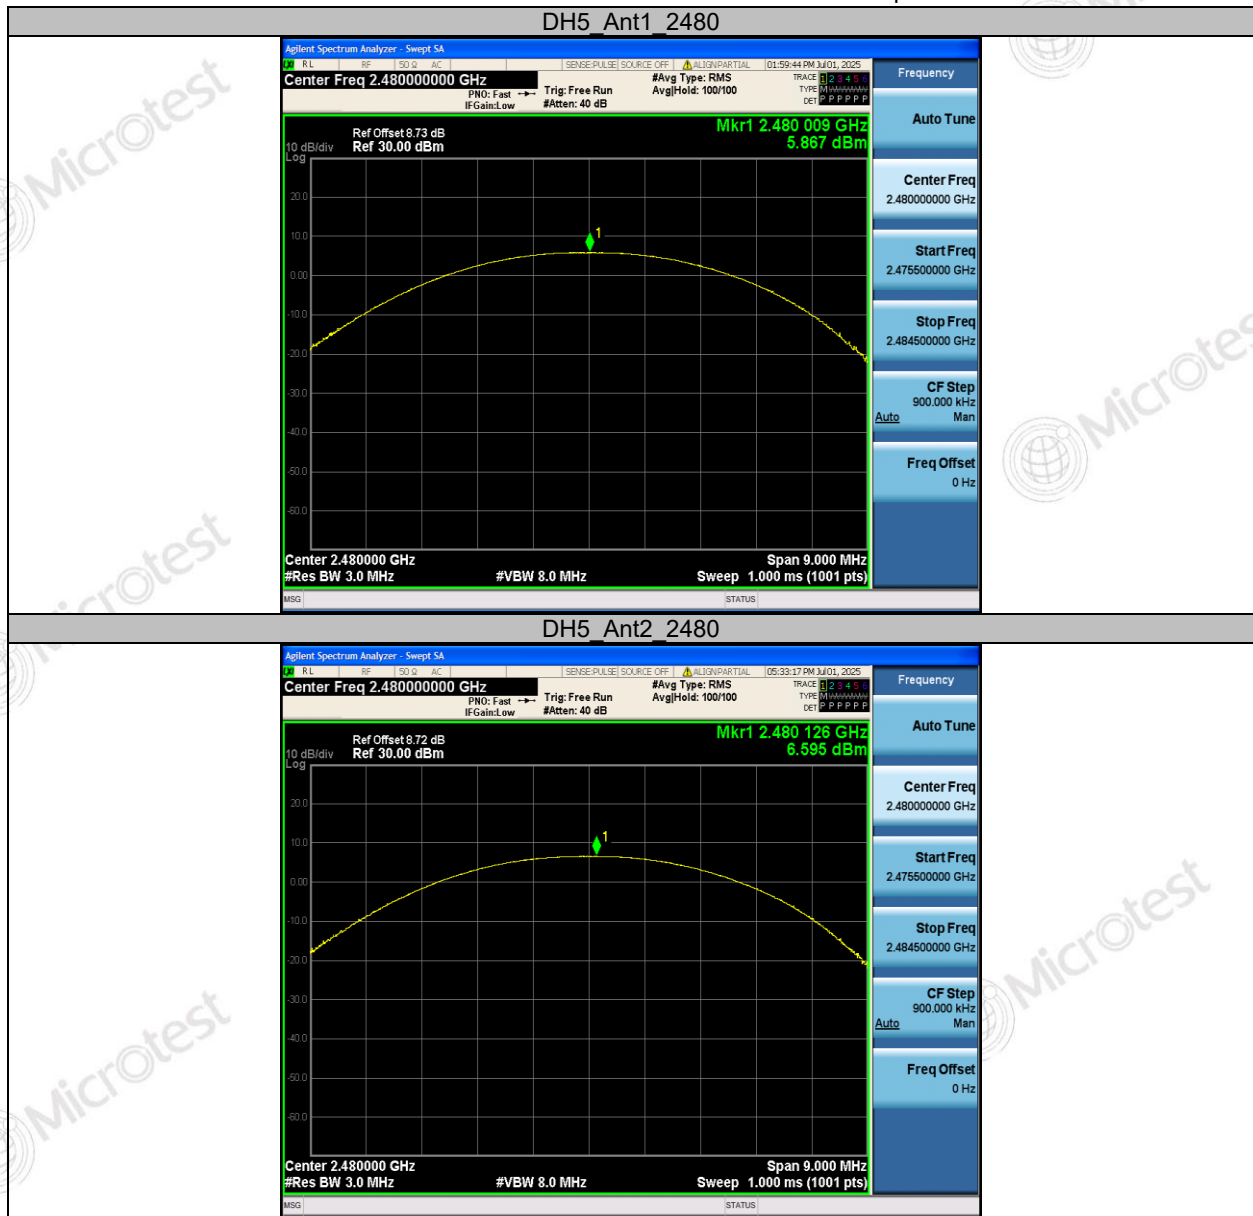 DH5_Ant1_2480
Agilent Spectrum Analyzer - Swept SA
RL RF 50 Ω AC SENSE:PULSE SOURCE OFF ALIGNPARTIAL 01:59:44 PM Jul 01, 2025
Center Freq 2.480000000 GHz
PNO: Fast
IFGain:Low
Trig: Free Run
#Atten: 40 dB
#Avg Type: RMS
Avg|Hold: 100/100
TRACE 1 2 3 4 5 6
TYPE M
DET P P P P P P
Mkr1 2.480 009 GHz
5.867 dBm
Ref Offset 8.73 dB
10 dB/div Ref 30.00 dBm
Log
20.0
10.0
0.00
-10.0
-20.0
-30.0
-40.0
-50.0
-60.0
1
Center 2.480000 GHz Span 9.000 MHz
#Res BW 3.0 MHz #VBW 8.0 MHz Sweep 1.000 ms (1001 pts)
MSG STATUS
Frequency
Auto Tune
Center Freq
2.480000000 GHz
Start Freq
2.475500000 GHz
Stop Freq
2.484500000 GHz
CF Step
900.000 kHz
Auto Man
Freq Offset
0 Hz
DH5_Ant2_2480
Agilent Spectrum Analyzer - Swept SA
RL RF 50 Ω AC SENSE:PULSE SOURCE OFF ALIGNPARTIAL 05:33:17 PM Jul 01, 2025
Center Freq 2.480000000 GHz
PNO: Fast
IFGain:Low
Trig: Free Run
#Atten: 40 dB
#Avg Type: RMS
Avg|Hold: 100/100
TRACE 1 2 3 4 5 6
TYPE M
DET P P P P P P
Mkr1 2.480 126 GHz
6.595 dBm
Ref Offset 8.72 dB
10 dB/div Ref 30.00 dBm
Log
20.0
10.0
0.00
-10.0
-20.0
-30.0
-40.0
-50.0
-60.0
1
Center 2.480000 GHz Span 9.000 MHz
#Res BW 3.0 MHz #VBW 8.0 MHz Sweep 1.000 ms (1001 pts)
MSG STATUS
Frequency
Auto Tune
Center Freq
2.480000000 GHz
Start Freq
2.475500000 GHz
Stop Freq
2.484500000 GHz
CF Step
900.000 kHz
Auto Man
Freq Offset
0 Hz
Microtest
Microtest
Microtest
Microtest
Microtest